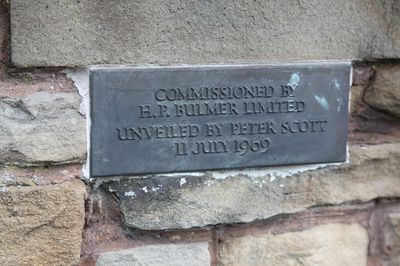 COMMISSIONED BY
H. P. BULMER LIMITED
UNVEILED BY PETER SCOTT
11 JULY 1969